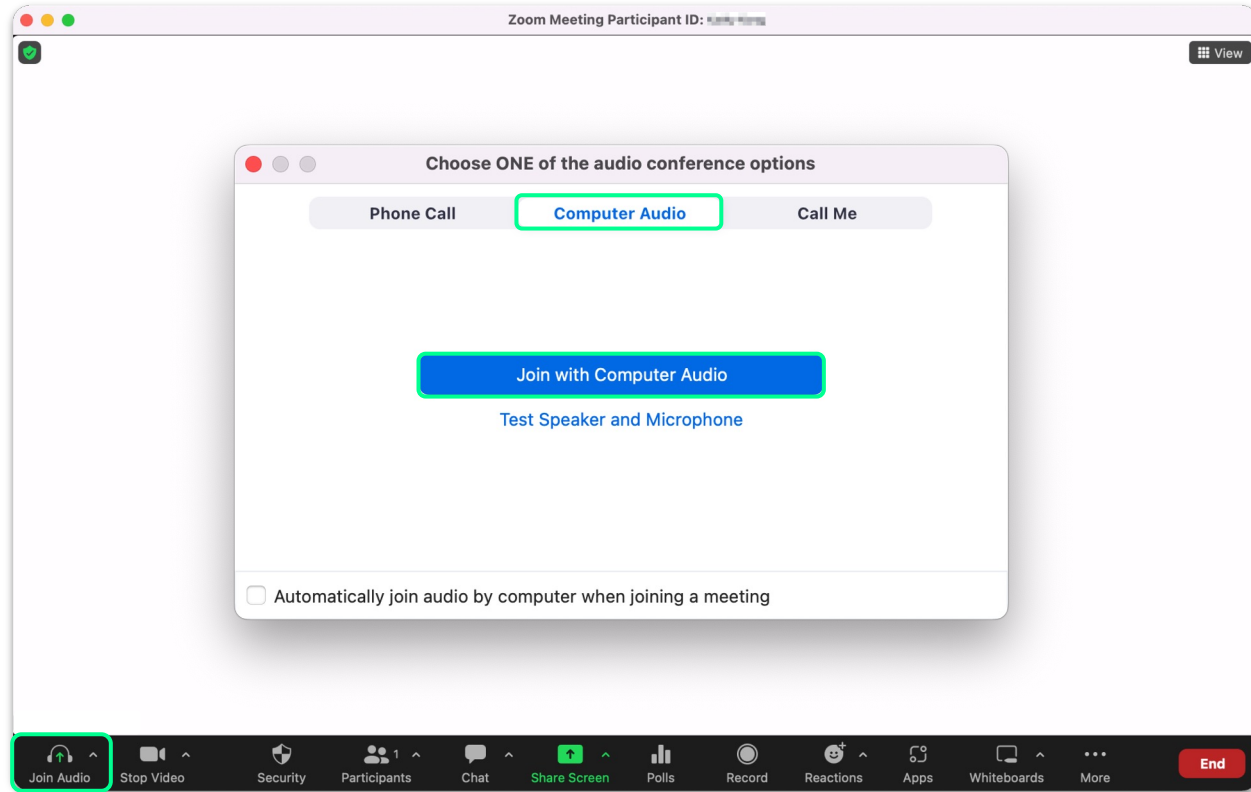 Zoom Meeting Participant ID:
View
Choose ONE of the audio conference options
Phone Call Computer Audio Call Me
Join with Computer Audio
Test Speaker and Microphone
Automatically join audio by computer when joining a meeting
1
Join Audio Stop Video Security Participants Chat Share Screen Polls Record Reactions Apps Whiteboards More End